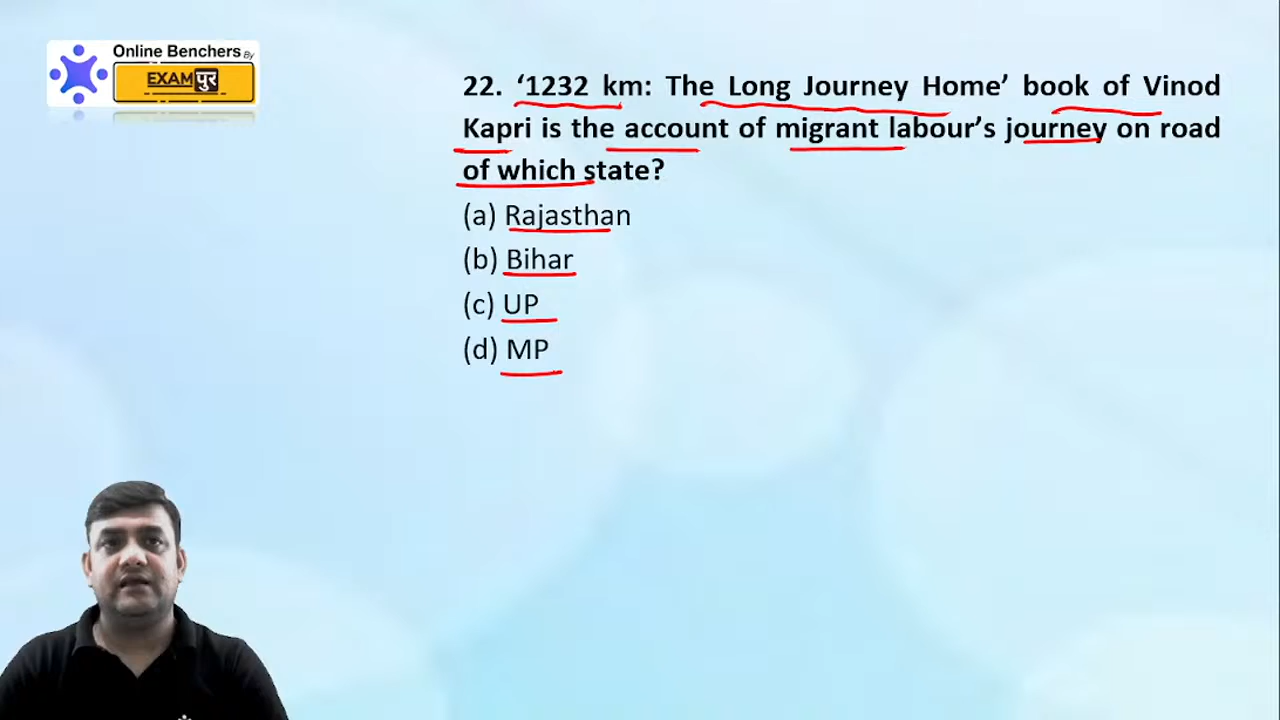 Online Benchers By
EXAM पुर
22. ‘1232 km: The Long Journey Home’ book of Vinod
Kapri is the account of migrant labour’s journey on road
of which state?
(a) Rajasthan
(b) Bihar
(c) UP
(d) MP